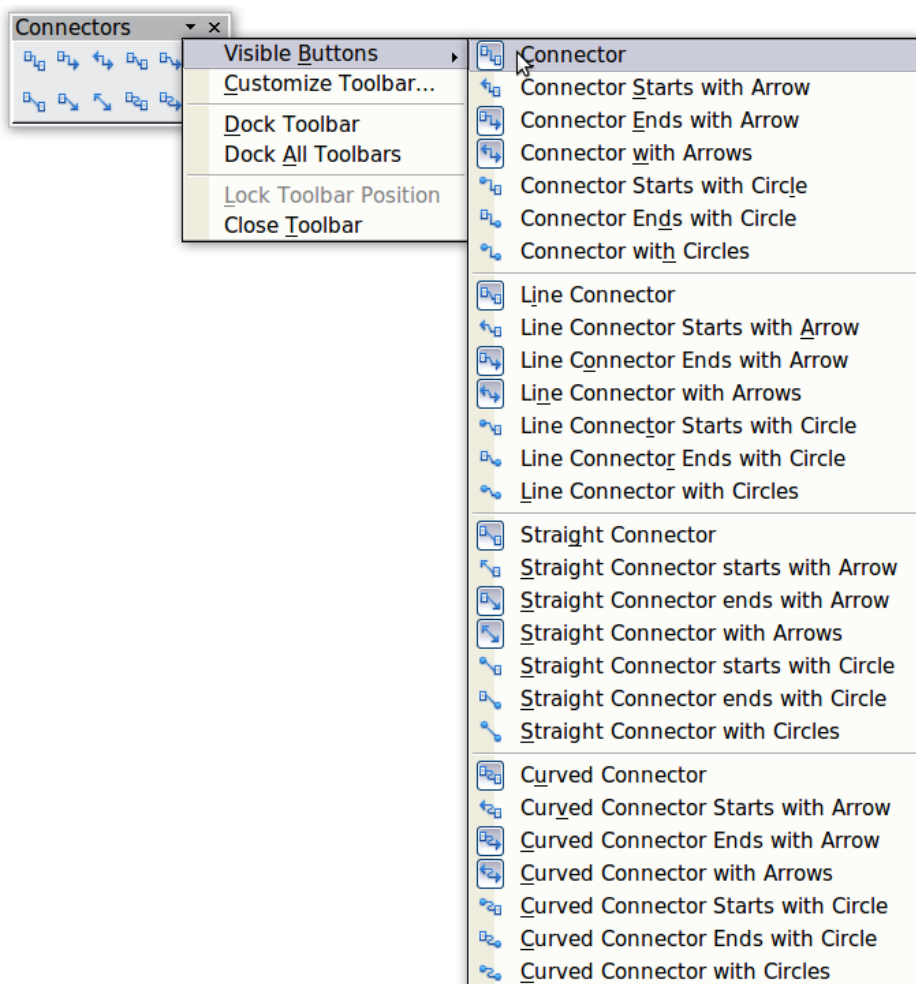 Connectors
Visible Buttons
Customize Toolbar...
Dock Toolbar
Dock All Toolbars
Lock Toolbar Position
Close Toolbar
Connector
Connector Starts with Arrow
Connector Ends with Arrow
Connector with Arrows
Connector Starts with Circle
Connector Ends with Circle
Connector with Circles
Line Connector
Line Connector Starts with Arrow
Line Connector Ends with Arrow
Line Connector with Arrows
Line Connector Starts with Circle
Line Connector Ends with Circle
Line Connector with Circles
Straight Connector
Straight Connector starts with Arrow
Straight Connector ends with Arrow
Straight Connector with Arrows
Straight Connector starts with Circle
Straight Connector ends with Circle
Straight Connector with Circles
Curved Connector
Curved Connector Starts with Arrow
Curved Connector Ends with Arrow
Curved Connector with Arrows
Curved Connector Starts with Circle
Curved Connector Ends with Circle
Curved Connector with Circles